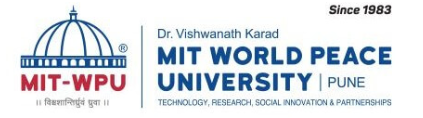 Since 1983
Dr. Vishwanath Karad
MIT WORLD PEACE
UNIVERSITY | PUNE
TECHNOLOGY, RESEARCH, SOCIAL INNOVATION & PARTNERSHIPS
®
MIT-WPU
॥ विश्वशान्तिर्ध्रुवं ध्रुवा ॥